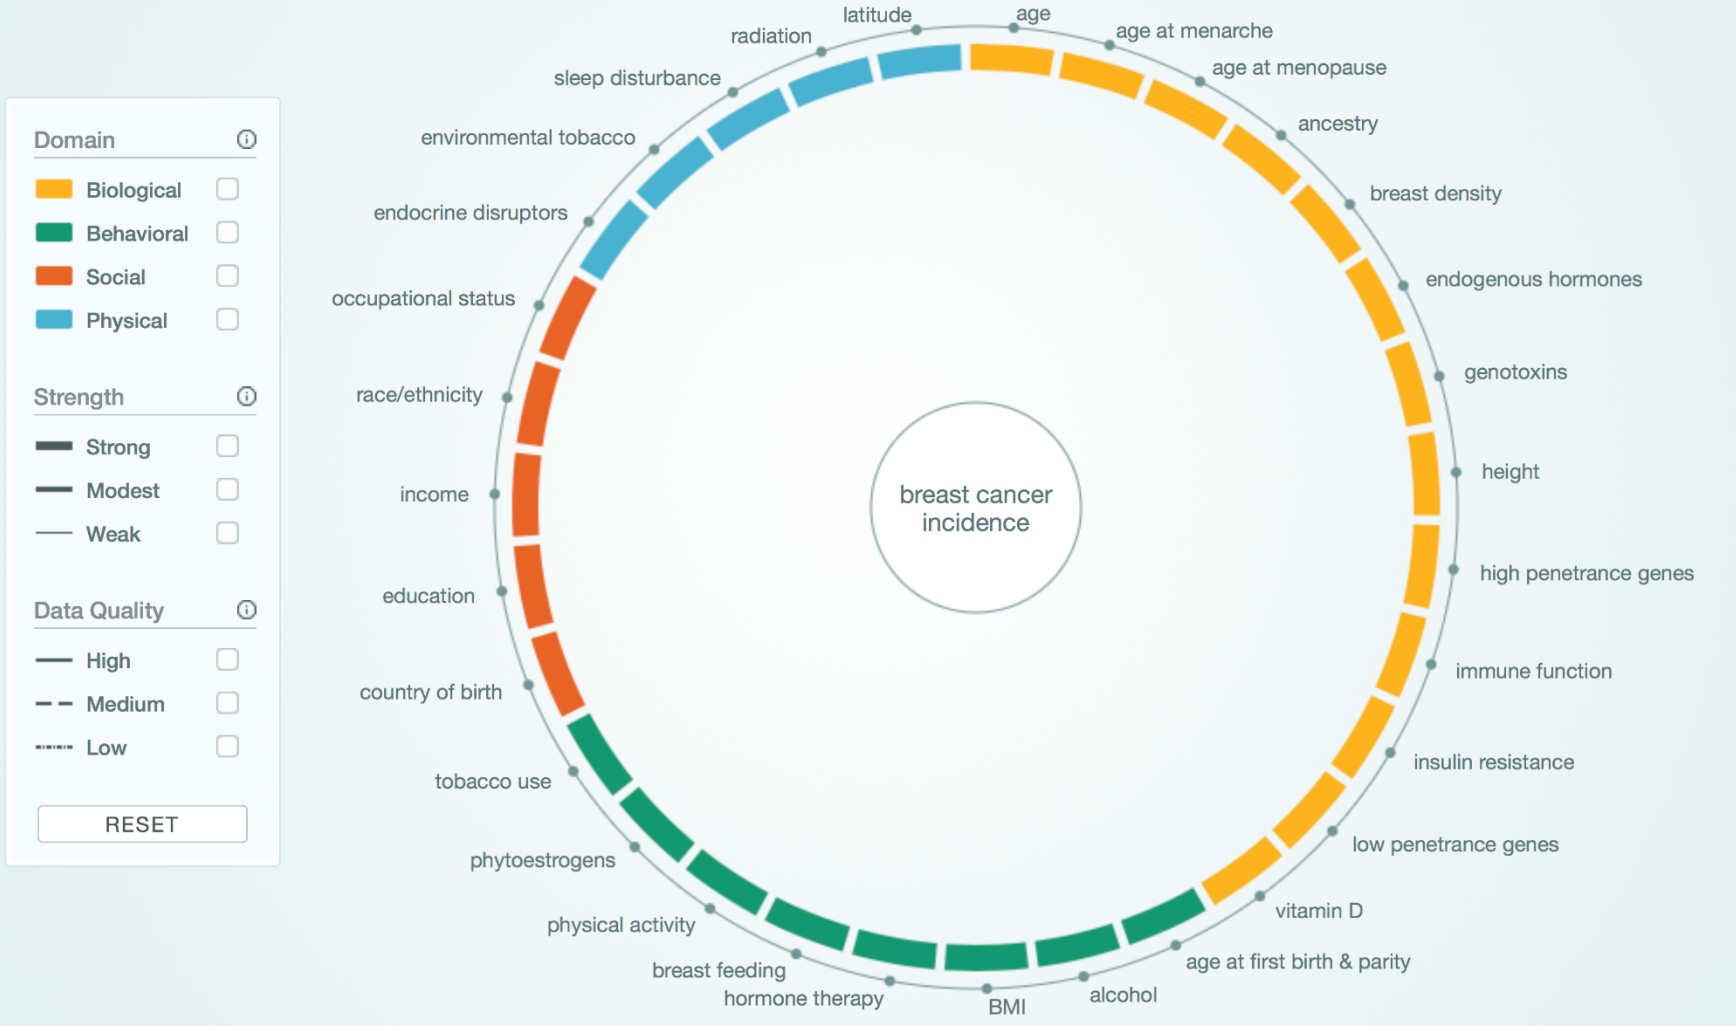 Domain
Biological
Behavioral
Social
Physical
Strength
Strong
Modest
Weak
Data Quality
High
Medium
Low
RESET
latitude
age
radiation
age at menarche
sleep disturbance
age at menopause
environmental tobacco
ancestry
endocrine disruptors
breast density
occupational status
endogenous hormones
race/ethnicity
genotoxins
income
height
breast cancer
incidence
education
high penetrance genes
country of birth
immune function
tobacco use
insulin resistance
phytoestrogens
low penetrance genes
physical activity
vitamin D
breast feeding
age at first birth & parity
hormone therapy
alcohol
BMI